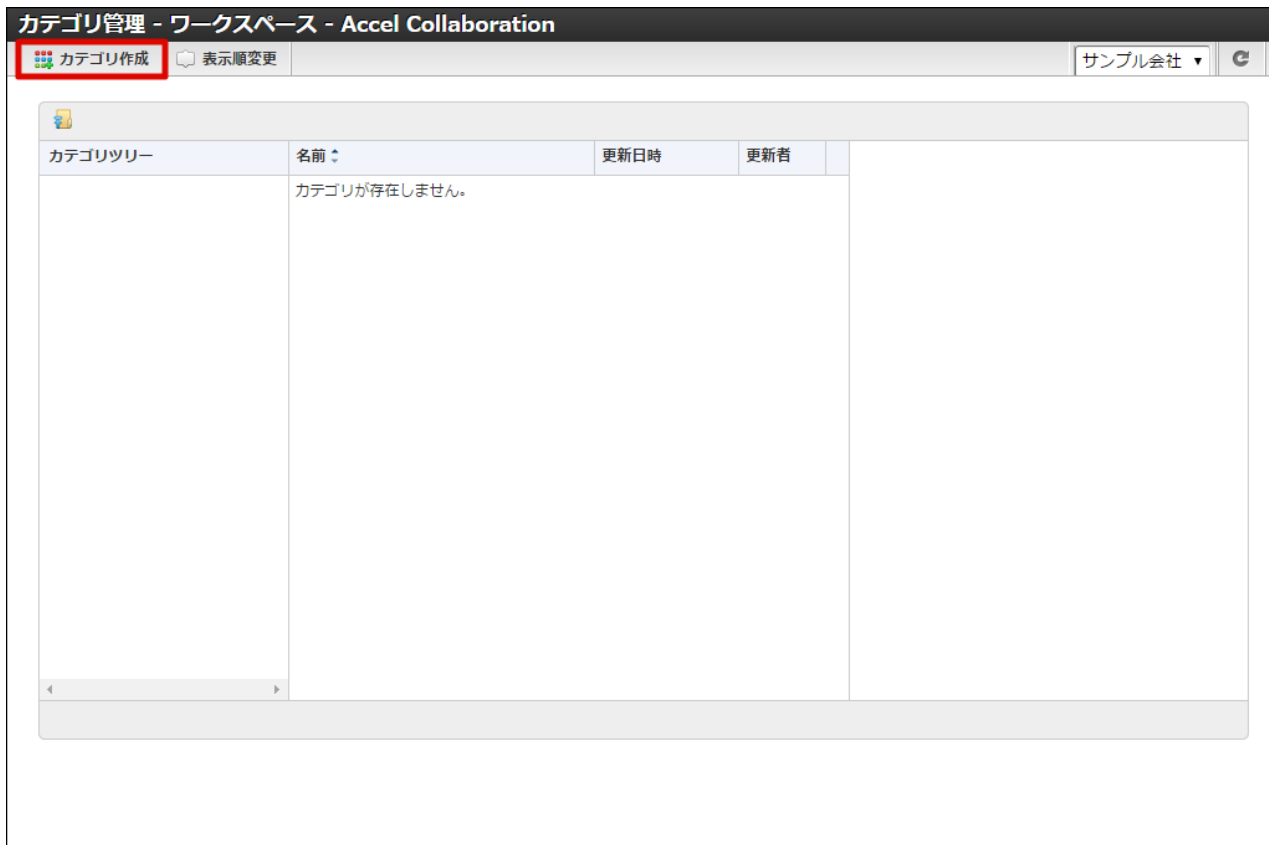 カテゴリ管理 - ワークスペース - Accel Collaboration
カテゴリ作成 表示順変更 サンプル会社
カテゴリツリー 名前 更新日時 更新者
カテゴリが存在しません。